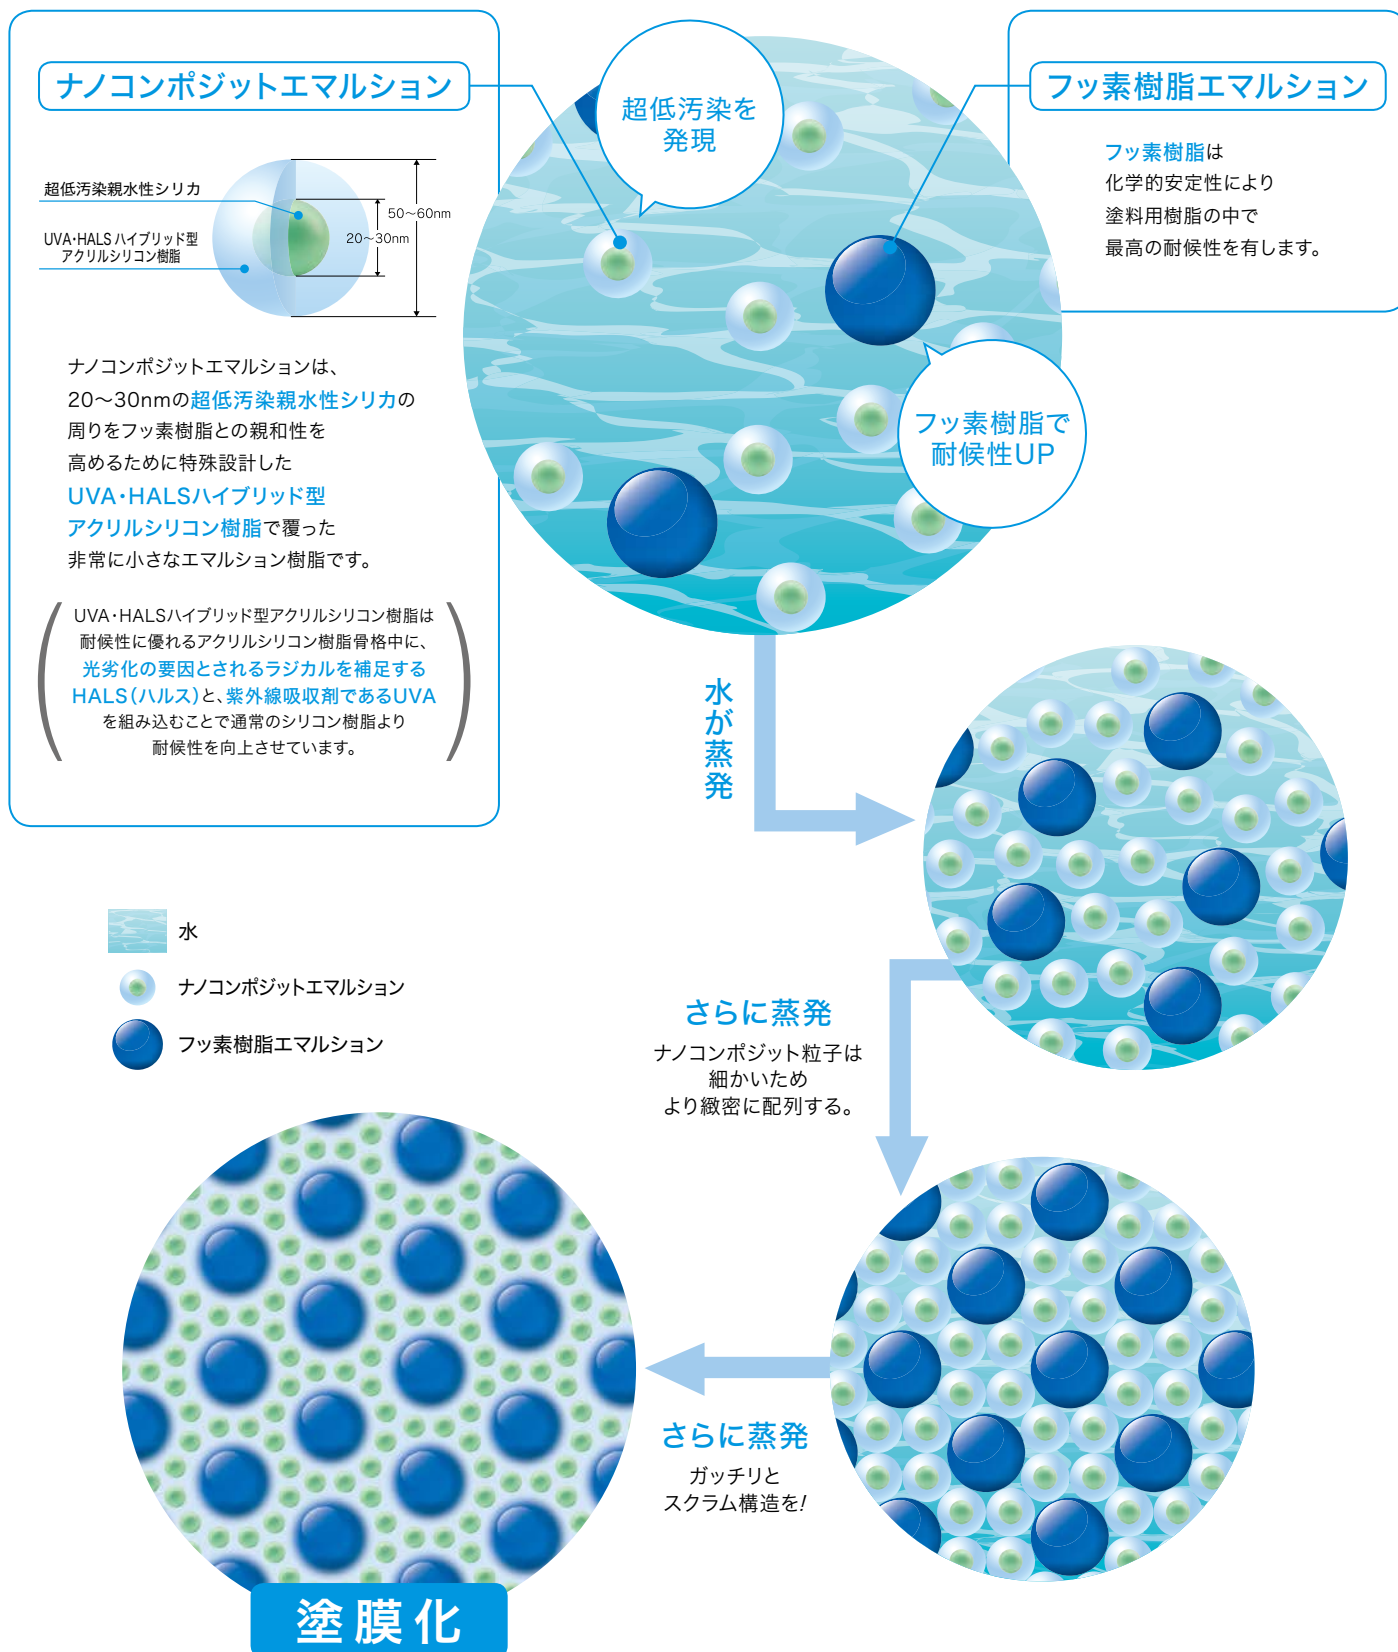 ナノコンポジットエマルション
超低汚染親水性シリカ
UVA・HALS ハイブリッド型
アクリルシリコン樹脂
50〜60nm
20〜30nm
ナノコンポジットエマルションは、
20〜30nmの超低汚染親水性シリカの
周りをフッ素樹脂との親和性を
高めるために特殊設計した
UVA・HALSハイブリッド型
アクリルシリコン樹脂で覆った
非常に小さなエマルション樹脂です。
UVA・HALSハイブリッド型アクリルシリコン樹脂は
耐候性に優れるアクリルシリコン樹脂骨格中に、
光劣化の要因とされるラジカルを補足する
HALS（ハルス）と、紫外線吸収剤であるUVA
を組み込むことで通常のシリコン樹脂より
耐候性を向上させています。
超低汚染を
発現
フッ素樹脂エマルション
フッ素樹脂は
化学的安定性により
塗料用樹脂の中で
最高の耐候性を有します。
フッ素樹脂で
耐候性UP
水が蒸発
水
ナノコンポジットエマルション
フッ素樹脂エマルション
さらに蒸発
ナノコンポジット粒子は
細かいため
より緻密に配列する。
さらに蒸発
ガッチリと
スクラム構造を!
塗膜化